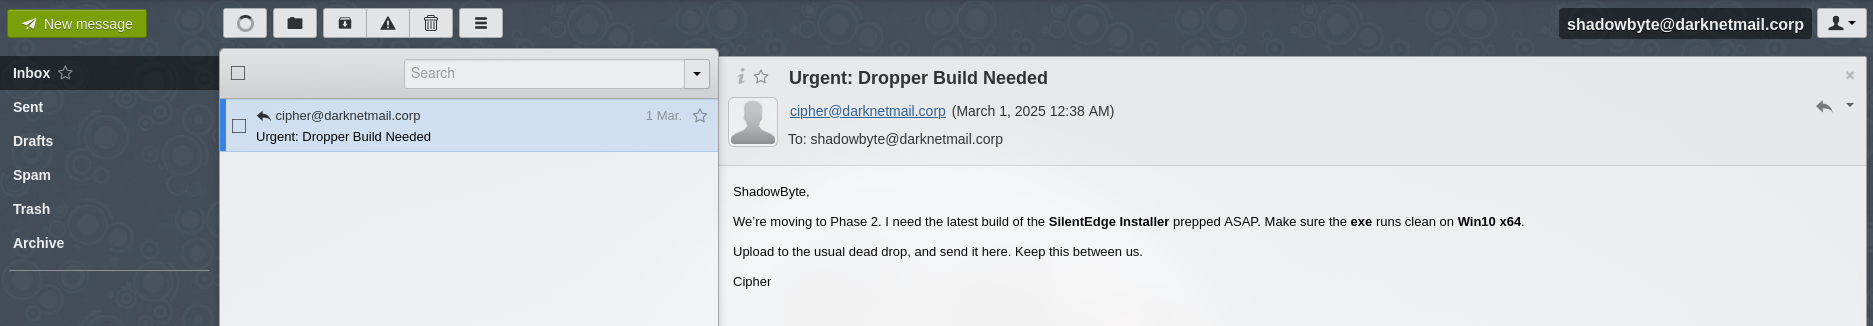 New message
shadowbyte@darknetmail.corp
Inbox
Sent
Drafts
Spam
Trash
Archive
Search
cipher@darknetmail.corp 1 Mar.
Urgent: Dropper Build Needed
Urgent: Dropper Build Needed
cipher@darknetmail.corp (March 1, 2025 12:38 AM)
To: shadowbyte@darknetmail.corp
ShadowByte,
We’re moving to Phase 2. I need the latest build of the SilentEdge Installer prepped ASAP. Make sure the exe runs clean on Win10 x64.
Upload to the usual dead drop, and send it here. Keep this between us.
Cipher